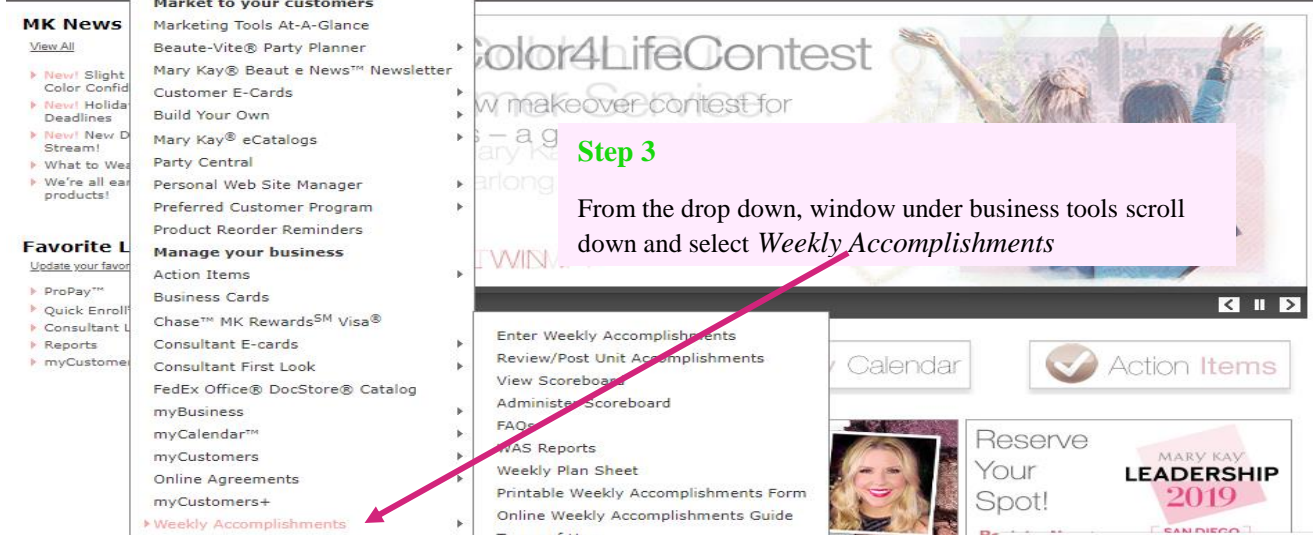 MK News
View All
New! Slight
Color Confid
New! Holida
Deadlines
New! New D
Stream!
What to Wea
We're all ear
products!
Favorite L
Update your favor
ProPay™
Quick Enroll
Consultant L
Reports
myCustomer
Market to your customers
Marketing Tools At-A-Glance
Beaute-Vite® Party Planner
Mary Kay® Beaut e News™ Newsletter
Customer E-Cards
Build Your Own
Mary Kay® eCatalogs
Party Central
Personal Web Site Manager
Preferred Customer Program
Product Reorder Reminders
Manage your business
Action Items
Business Cards
Chase™ MK Rewards℠ Visa®
Consultant E-cards
Consultant First Look
FedEx Office® DocStore® Catalog
myBusiness
myCalendar™
myCustomers
Online Agreements
myCustomers+
Weekly Accomplishments
Enter Weekly Accomplishments
Review/Post Unit Accomplishments
View Scoreboard
Administer Scoreboard
FAQs
WAS Reports
Weekly Plan Sheet
Printable Weekly Accomplishments Form
Online Weekly Accomplishments Guide
Color4LifeContest
w makeover contest for
s – a g
arlong
TWIN
Step 3
From the drop down, window under business tools scroll
down and select Weekly Accomplishments
Calendar
Action Items
Reserve
Your
Spot!
MARY KAY
LEADERSHIP
2019
SAN DIEGO